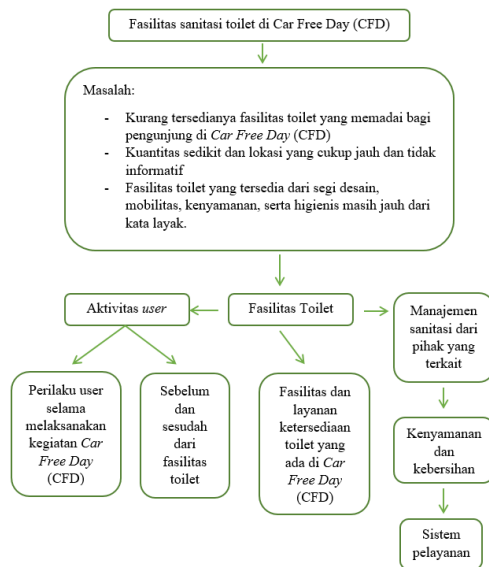 Fasilitas sanitasi toilet di Car Free Day (CFD)
Masalah:
- Kurang tersedianya fasilitas toilet yang memadai bagi
pengunjung di Car Free Day (CFD)
- Kuantitas sedikit dan lokasi yang cukup jauh dan tidak
informatif
- Fasilitas toilet yang tersedia dari segi desain,
mobilitas, kenyamanan, serta higienis masih jauh dari
kata layak.
Aktivitas user
Fasilitas Toilet
Manajemen
sanitasi dari
pihak yang
terkait
Perilaku user
selama
melaksanakan
kegiatan Car
Free Day
(CFD)
Sebelum
dan
sesudah
dari
fasilitas
toilet
Fasilitas dan
layanan
ketersediaan
toilet yang
ada di Car
Free Day
(CFD)
Kenyamanan
dan
kebersihan
Sistem
pelayanan